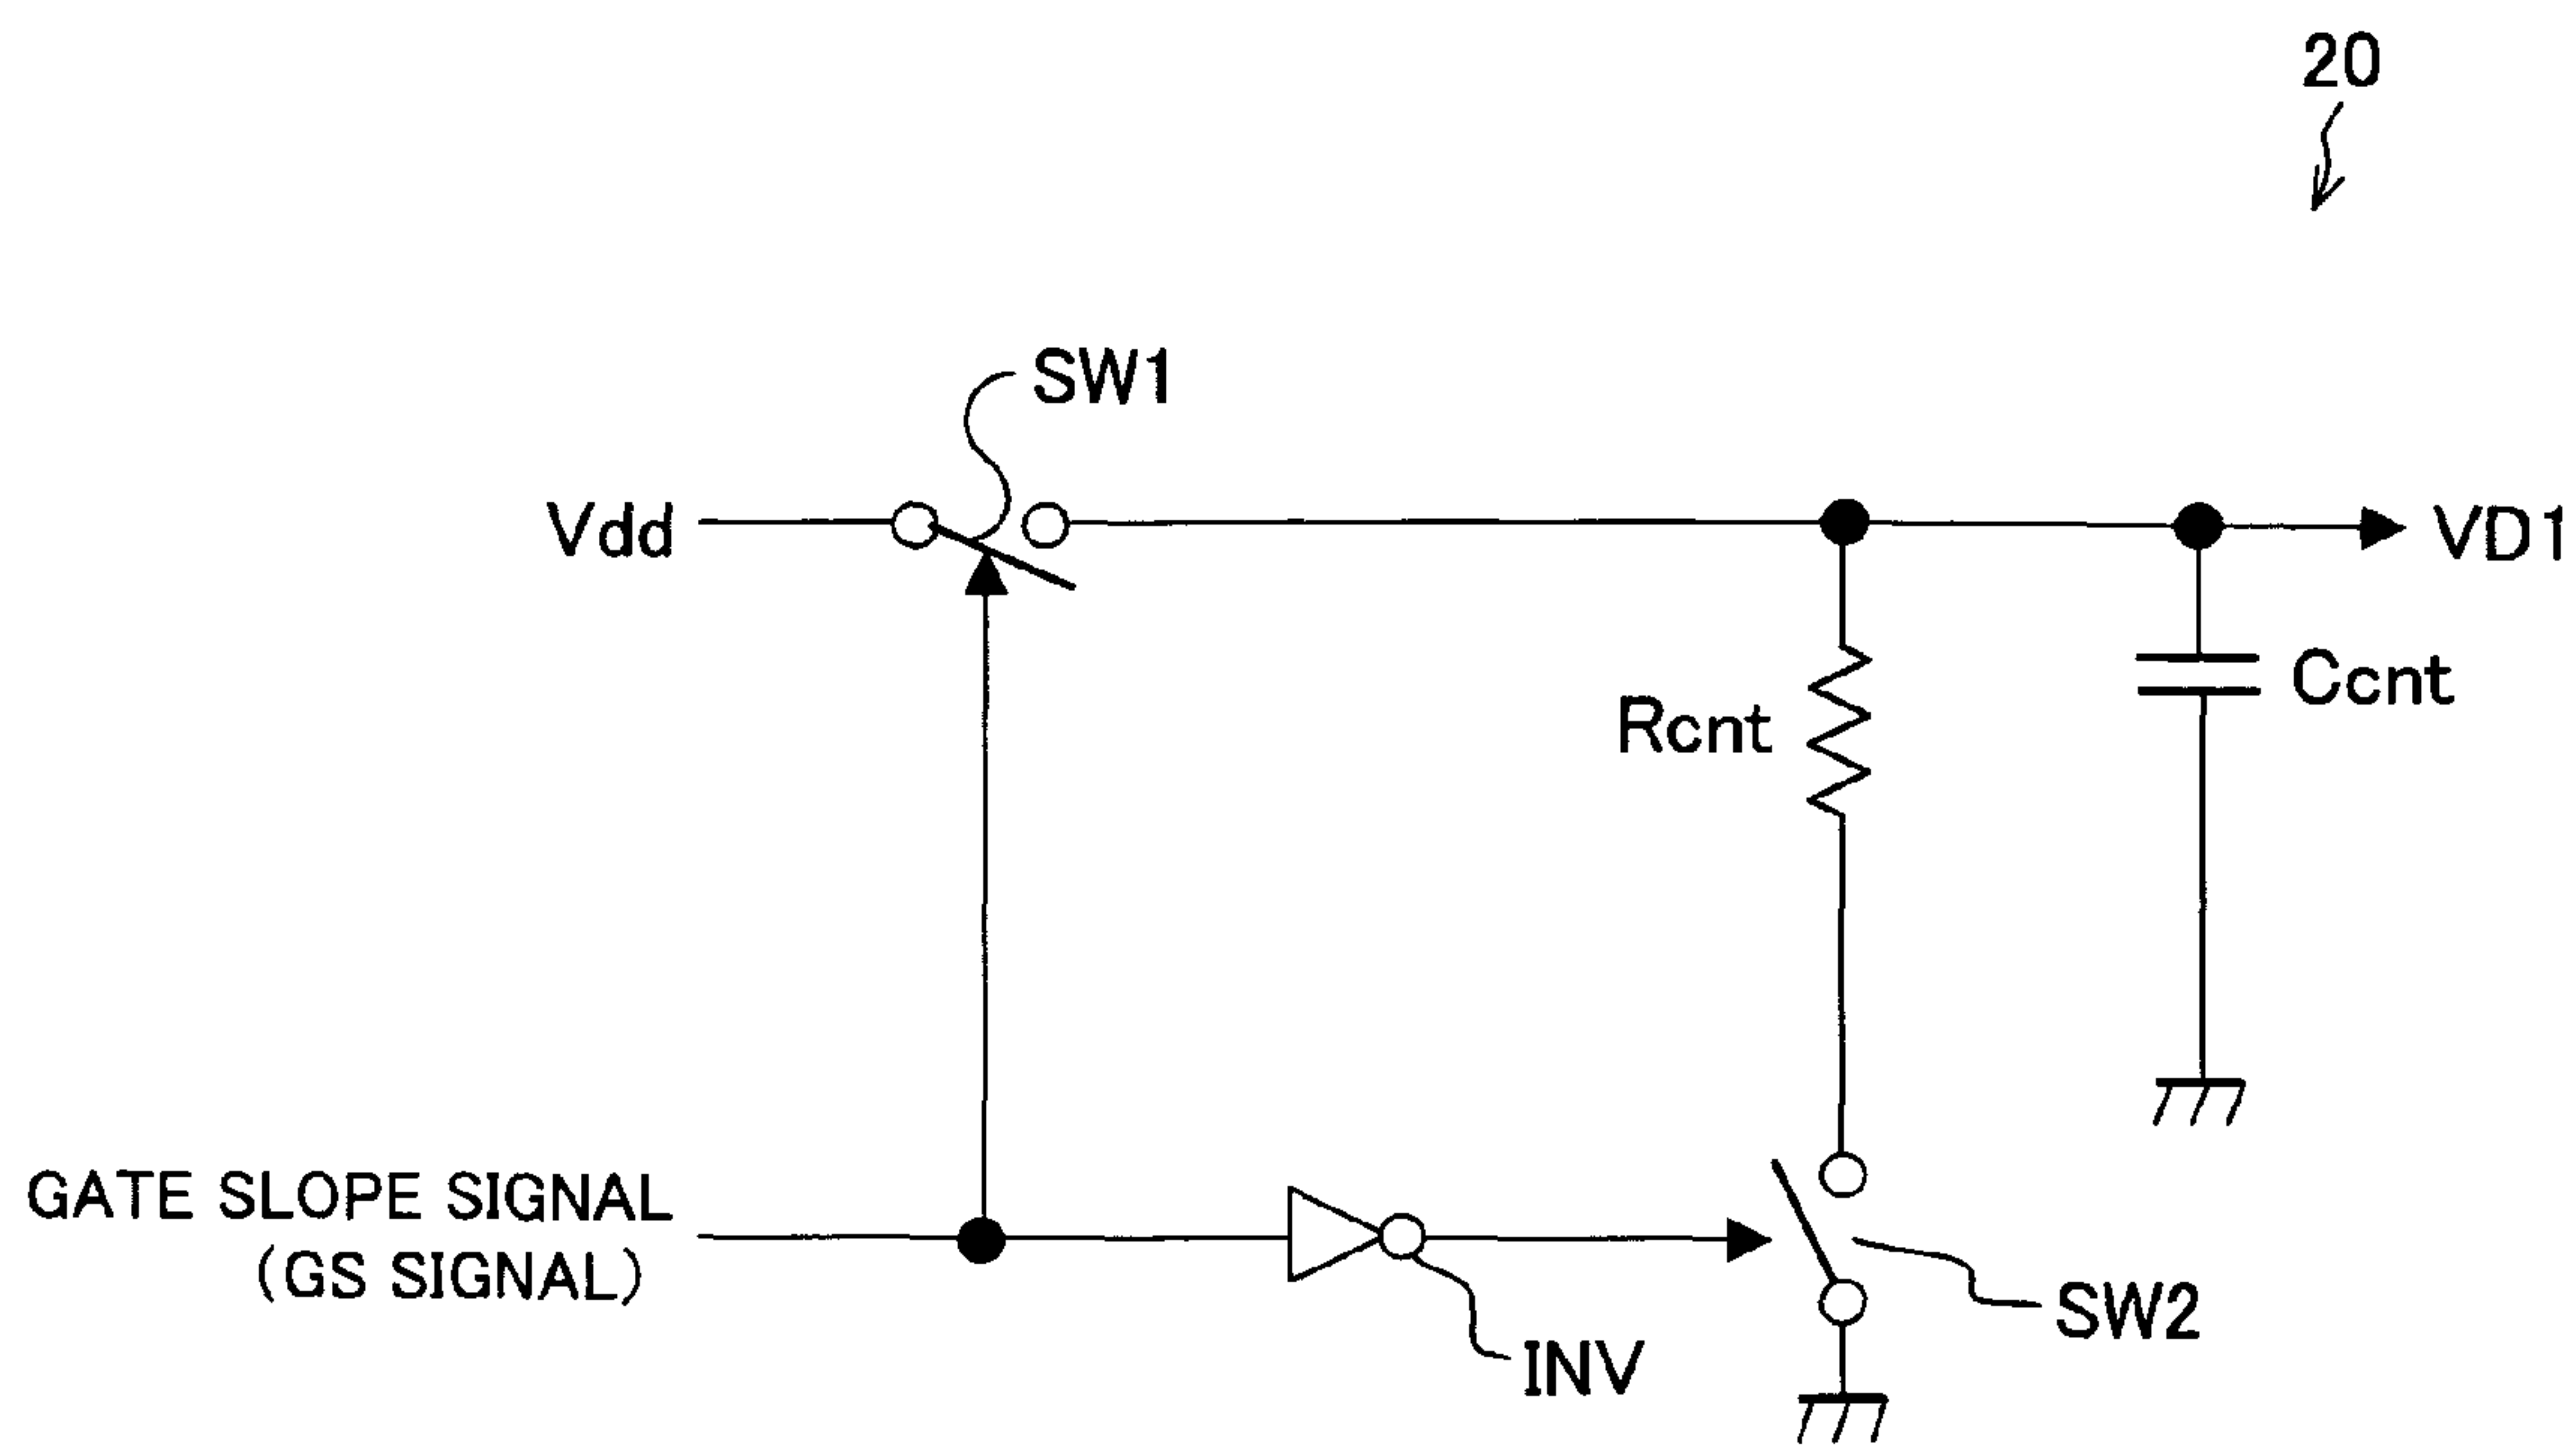 20
SW1
Vdd
VD1
Rcnt
Ccnt
GATE SLOPE SIGNAL
(GS SIGNAL)
INV
SW2